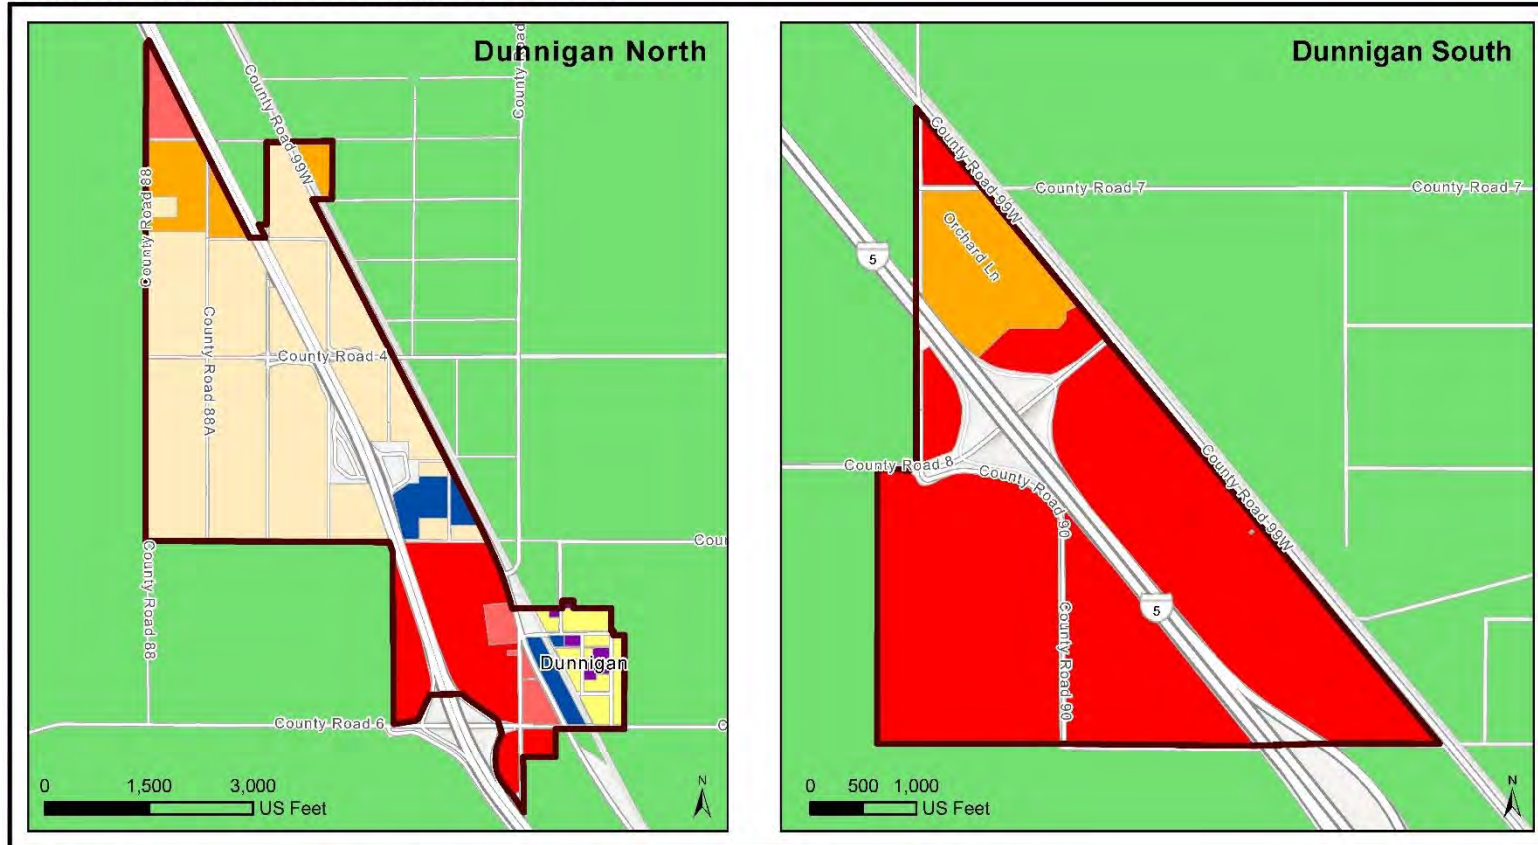 Dunnigan North
County Road 99W
County Road
County Road 88
County Road 88A
County Road 4
Coun
County Road 88
Dunnigan
County Road 6
C
0 1,500 3,000
US Feet
N
Dunnigan South
County Road 99W
County Road 7
County Road 7
Orchard Ln
5
County Road 8
County Road 90
County Road 99W
5
County Road 90
0 500 1,000
US Feet
N